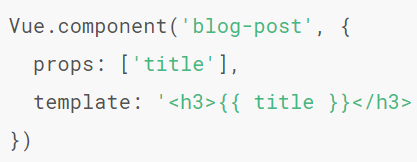 Vue.component('blog-post', {
  props: ['title'],
  template: '<h3>{{ title }}</h3>
})